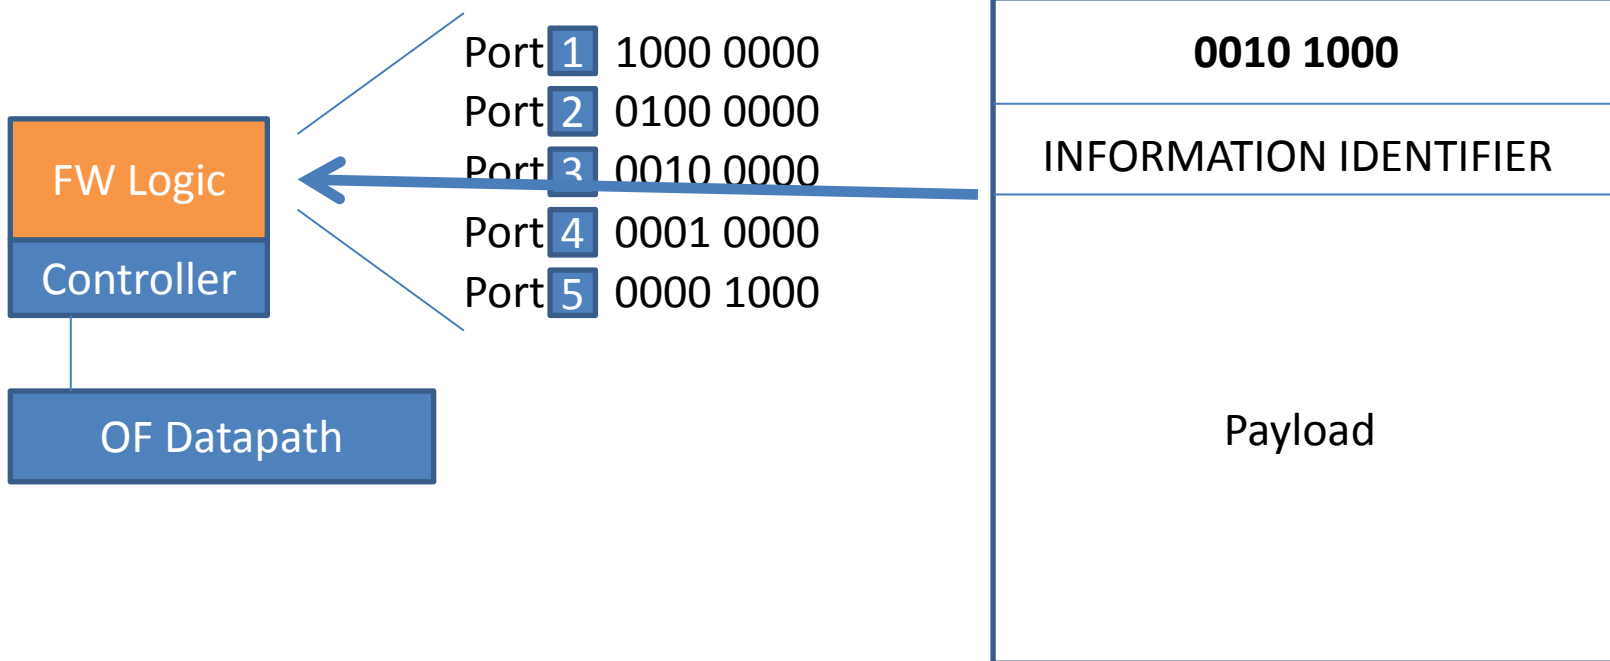 Port 1 1000 0000
Port 2 0100 0000
Port 3 0010 0000
Port 4 0001 0000
Port 5 0000 1000
FW Logic
Controller
OF Datapath
0010 1000
INFORMATION IDENTIFIER
Payload